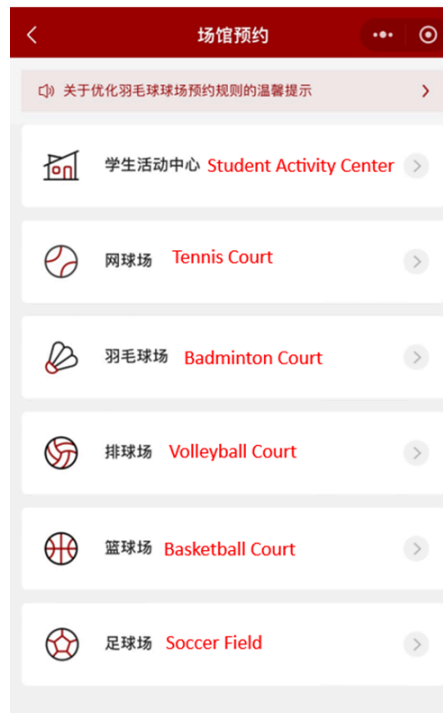 场馆预约
关于优化羽毛球球场预约规则的温馨提示
学生活动中心 Student Activity Center
网球场 Tennis Court
羽毛球场 Badminton Court
排球场 Volleyball Court
篮球场 Basketball Court
足球场 Soccer Field